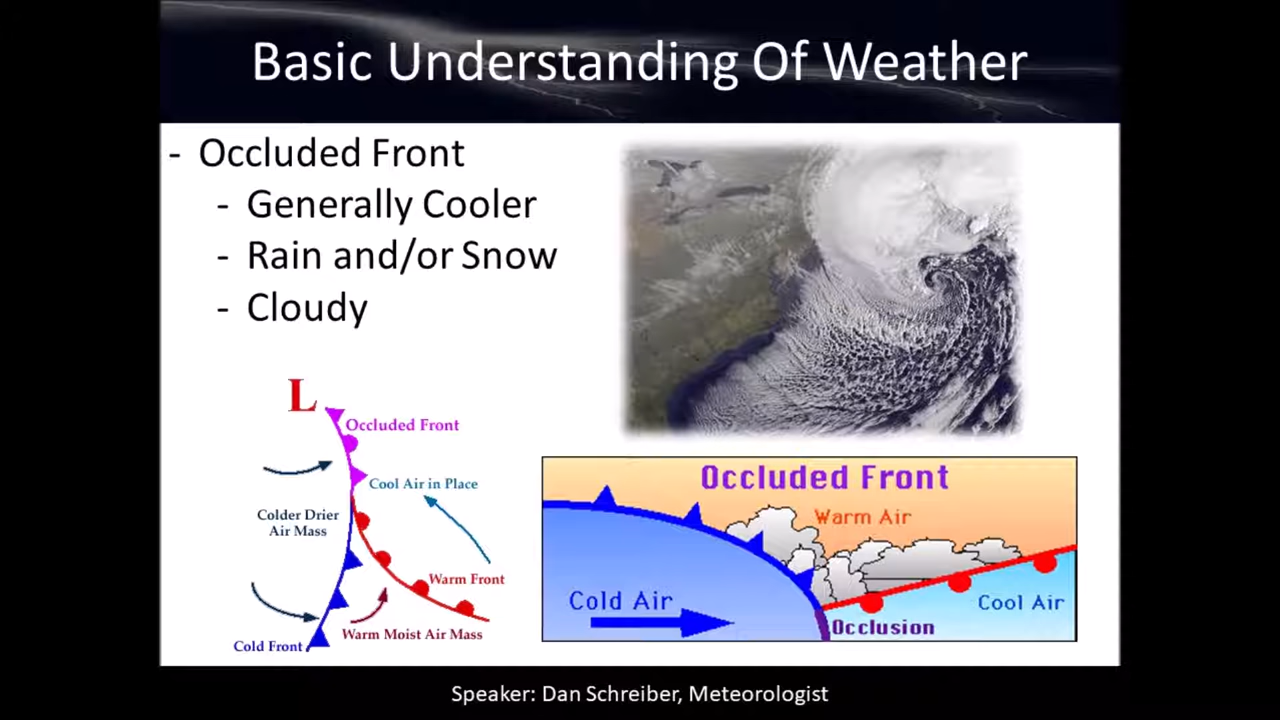 Basic Understanding Of Weather
- Occluded Front
- Generally Cooler
- Rain and/or Snow
- Cloudy
L
Occluded Front
Cool Air in Place
Colder Drier
Air Mass
Warm Front
Warm Moist Air Mass
Cold Front
Occluded Front
Warm Air
Cold Air
Cool Air
Occlusion
Speaker: Dan Schreiber, Meteorologist